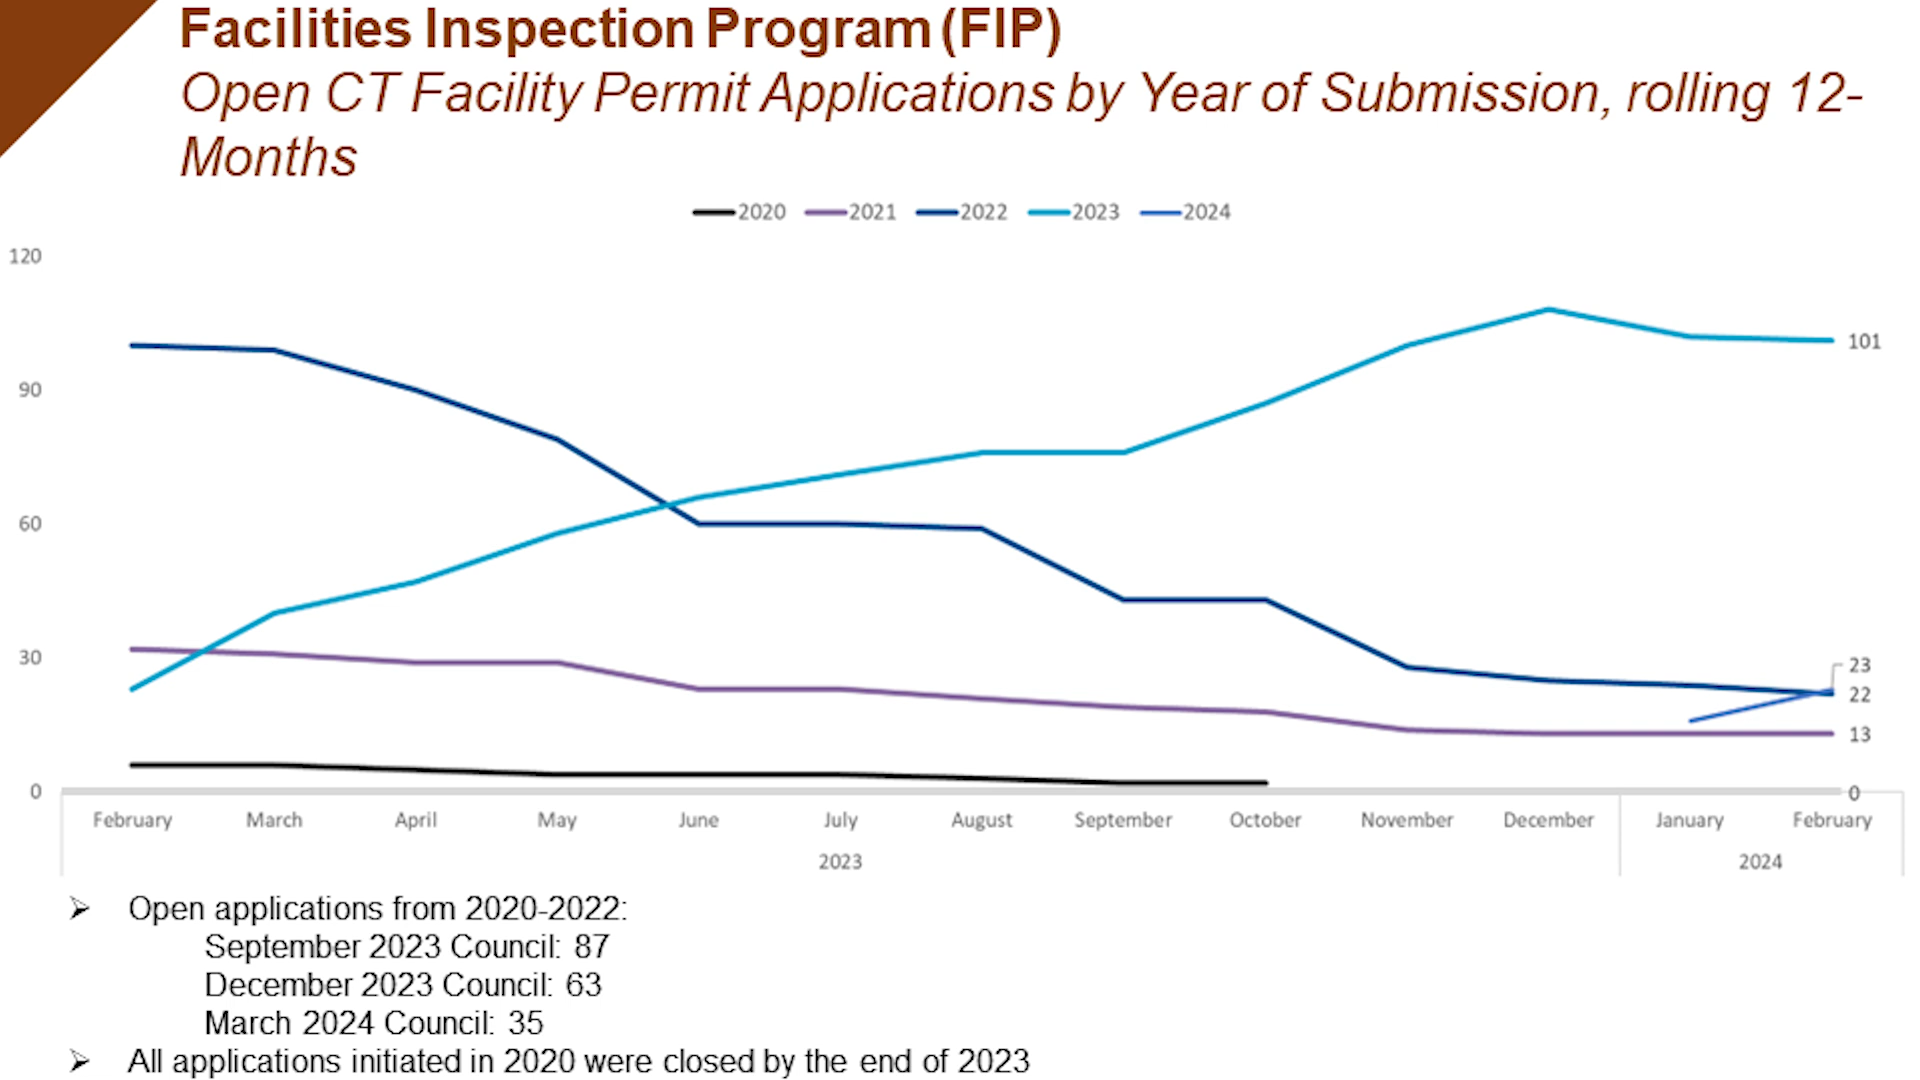 Facilities Inspection Program (FIP)
Open CT Facility Permit Applications by Year of Submission, rolling 12-
Months
2020 2021 2022 2023 2024
120
90
60
30
0
101
23
22
13
0
February March April May June July August September October November December January February
2023 2024
➢ Open applications from 2020-2022:
September 2023 Council: 87
December 2023 Council: 63
March 2024 Council: 35
➢ All applications initiated in 2020 were closed by the end of 2023